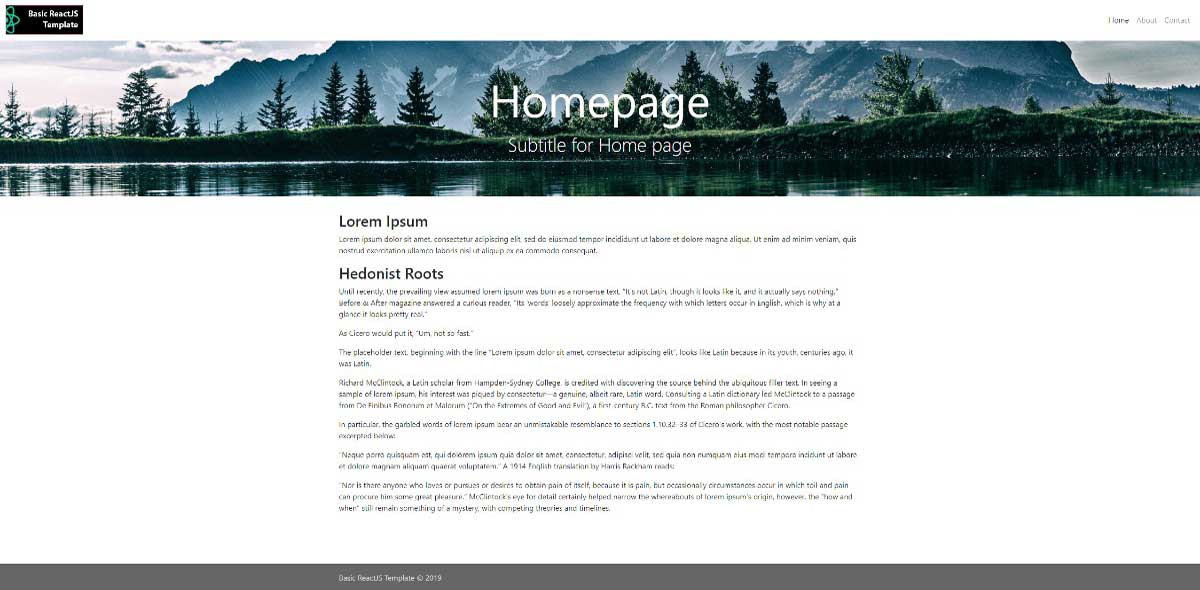 Basic ReactJS
Template
Home About Contact
Homepage
Subtitle for Home page
Lorem Ipsum
Lorem ipsum dolor sit amet, consectetur adipiscing elit, sed do eiusmod tempor incididunt ut labore et dolore magna aliqua. Ut enim ad minim veniam, quis
nostrud exercitation ullamco laboris nisi ut aliquip ex ea commodo consequat.
Hedonist Roots
Until recently, the prevailing view assumed lorem ipsum was born as a nonsense text. "It's not Latin, though it looks like it, and it actually says nothing,"
Before & After magazine answered a curious reader, "Its 'words' loosely approximate the frequency with which letters occur in English, which is why at a
glance it looks pretty real."
As Cicero would put it, "Um, not so fast."
The placeholder text, beginning with the line "Lorem ipsum dolor sit amet, consectetur adipiscing elit", looks like Latin because in its youth, centuries ago, it
was Latin.
Richard McClintock, a Latin scholar from Hampden-Sydney College, is credited with discovering the source behind the ubiquitous filler text. In seeing a
sample of lorem ipsum, his interest was piqued by consectetur—a genuine, albeit rare, Latin word. Consulting a Latin dictionary led McClintock to a passage
from De Finibus Bonorum et Malorum ("On the Extremes of Good and Evil"), a first-century B.C. text from the Roman philosopher Cicero.
In particular, the garbled words of lorem ipsum bear an unmistakable resemblance to sections 1.10.32–33 of Cicero's work, with the most notable passage
excerpted below:
"Neque porro quisquam est, qui dolorem ipsum quia dolor sit amet, consectetur, adipisci velit, sed quia non numquam eius modi tempora incidunt ut labore
et dolore magnam aliquam quaerat voluptatem." A 1914 English translation by Harris Rackham reads:
"Nor is there anyone who loves or pursues or desires to obtain pain of itself, because it is pain, but occasionally circumstances occur in which toil and pain
can procure him some great pleasure." McClintock's eye for detail certainly helped narrow the whereabouts of lorem ipsum's origin, however, the "how and
when" still remain something of a mystery, with competing theories and timelines.
Basic ReactJS Template © 2019